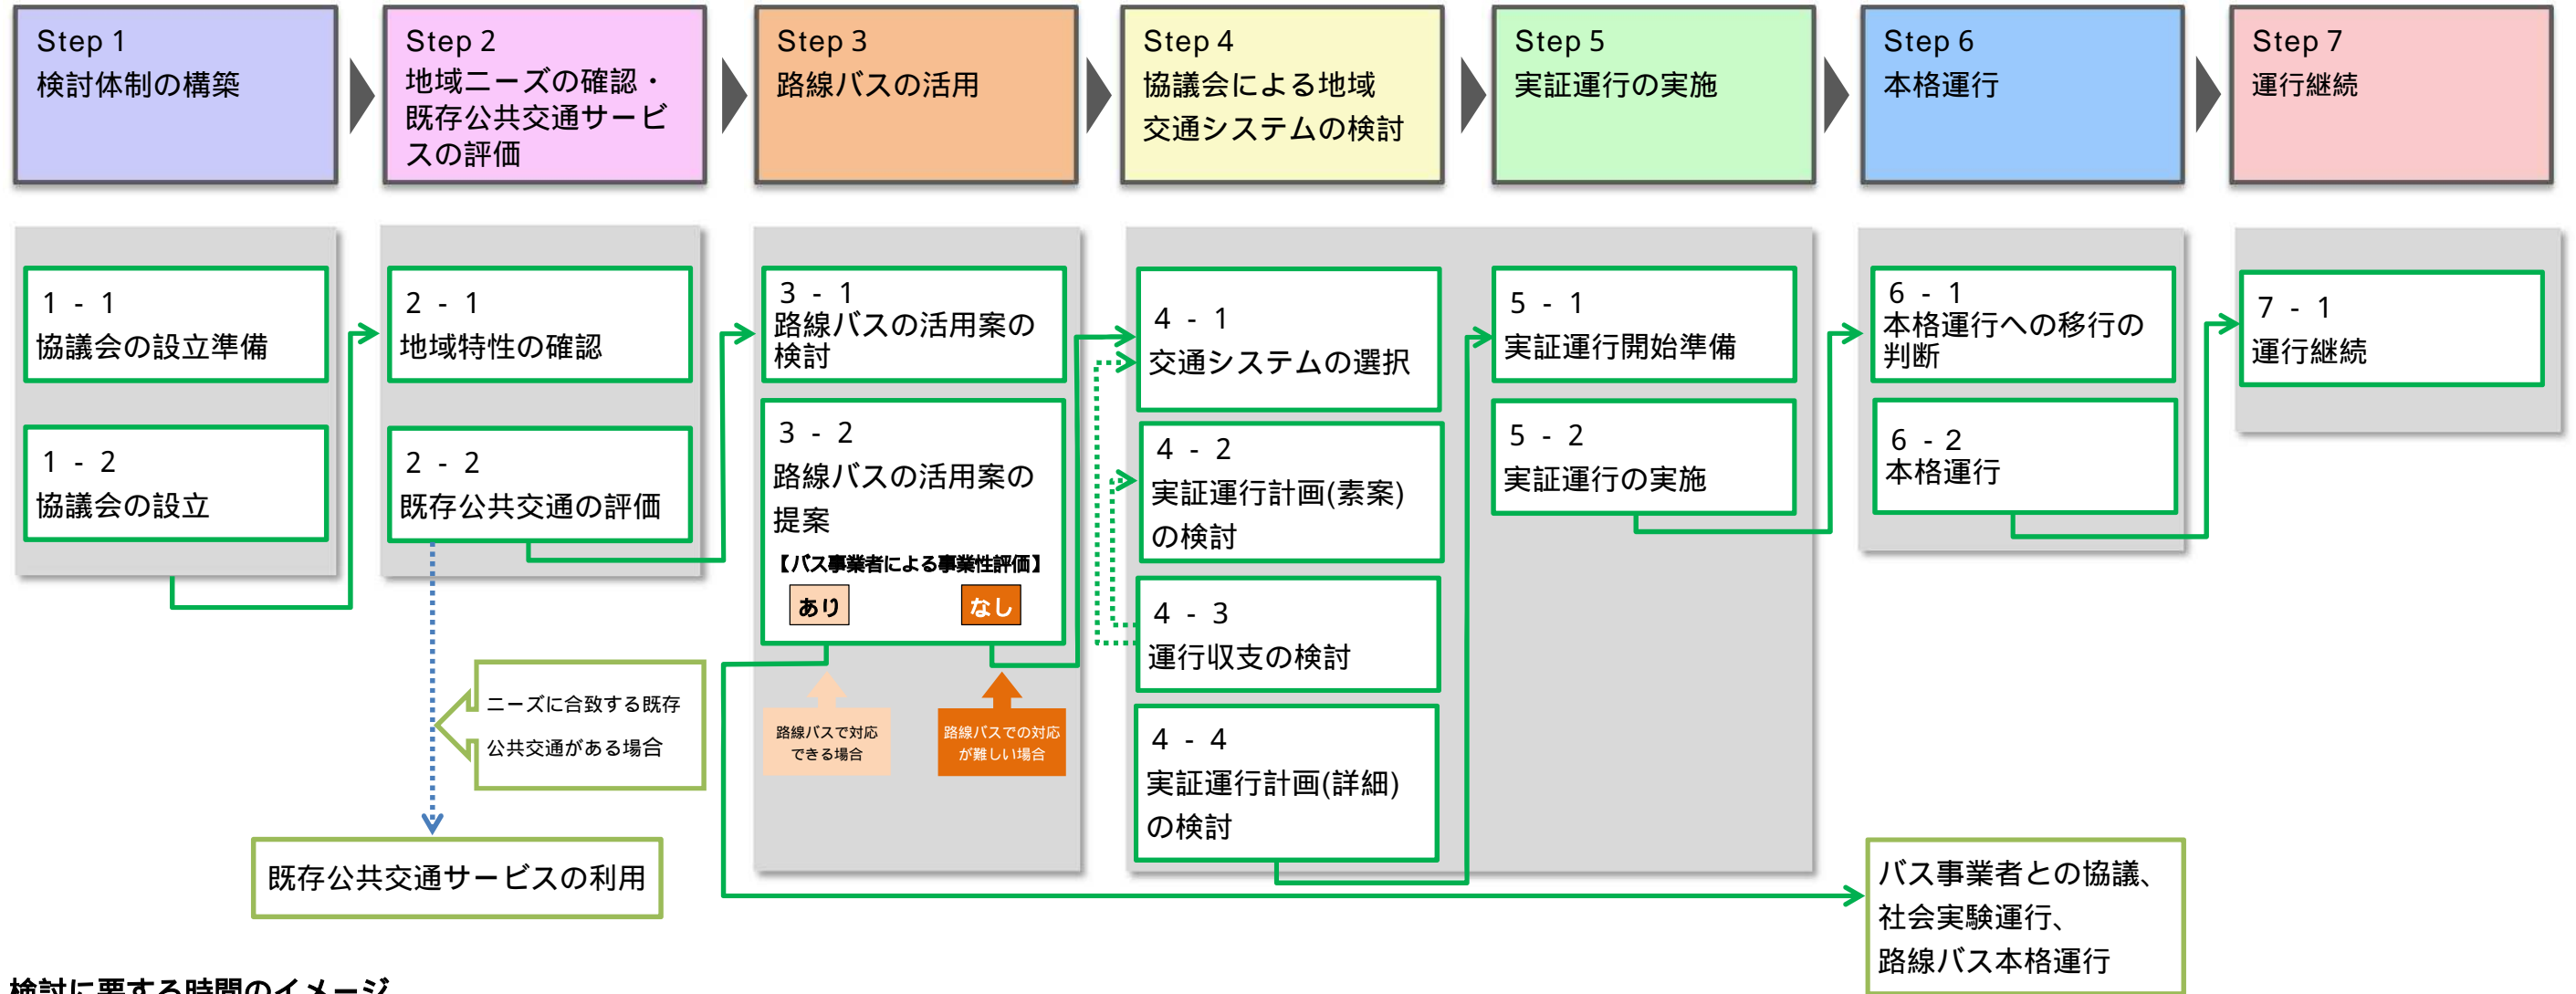 Step 1
検討体制の構築
Step 2
地域ニーズの確認・
既存公共交通サービ
スの評価
Step 3
路線バスの活用
Step 4
協議会による地域
交通システムの検討
Step 5
実証運行の実施
Step 6
本格運行
Step 7
運行継続
1 - 1
協議会の設立準備
1 - 2
協議会の設立
2 - 1
地域特性の確認
2 - 2
既存公共交通の評価
ニーズに合致する既存
公共交通がある場合
既存公共交通サービスの利用
3 - 1
路線バスの活用案の
検討
3 - 2
路線バスの活用案の
提案
【バス事業者による事業性評価】
あり
なし
路線バスで対応
できる場合
路線バスでの対応
が難しい場合
4 - 1
交通システムの選択
4 - 2
実証運行計画(素案)
の検討
4 - 3
運行収支の検討
4 - 4
実証運行計画(詳細)
の検討
5 - 1
実証運行開始準備
5 - 2
実証運行の実施
6 - 1
本格運行への移行の
判断
6 - 2
本格運行
7 - 1
運行継続
バス事業者との協議、
社会実験運行、
路線バス本格運行
検討に要する時間のイメージ